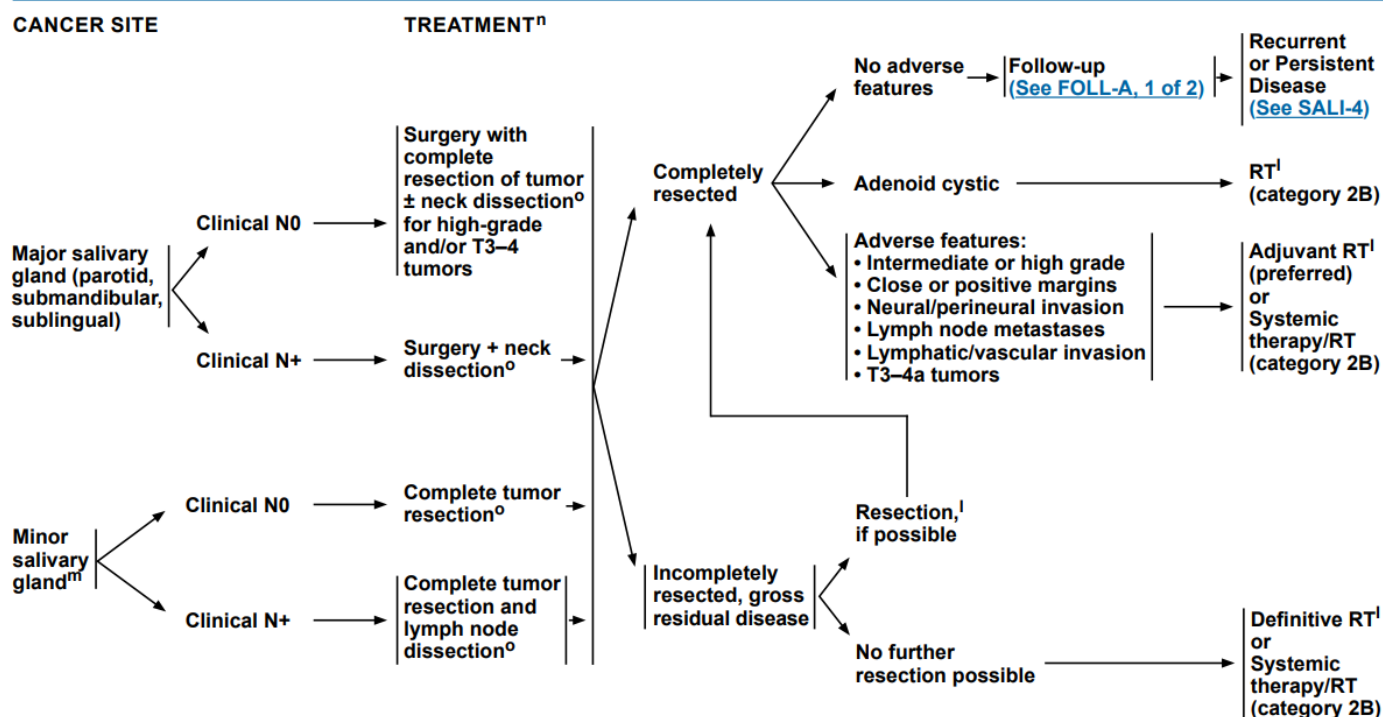 CANCER SITE
TREATMENTⁿ
Major salivary
gland (parotid,
submandibular,
sublingual)
Clinical N0
Surgery with
complete
resection of tumor
± neck dissectionᵒ
for high-grade
and/or T3–4
tumors
Clinical N+
Surgery + neck
dissectionᵒ
Minor
salivary
glandᵐ
Clinical N0
Complete tumor
resectionᵒ
Clinical N+
Complete tumor
resection and
lymph node
dissectionᵒ
Completely
resected
No adverse
features
Follow-up
(See FOLL-A, 1 of 2)
Recurrent
or Persistent
Disease
(See SALI-4)
Adenoid cystic
RTˡ
(category 2B)
Adverse features:
• Intermediate or high grade
• Close or positive margins
• Neural/perineural invasion
• Lymph node metastases
• Lymphatic/vascular invasion
• T3–4a tumors
Adjuvant RTˡ
(preferred)
or
Systemic
therapy/RT
(category 2B)
Incompletely
resected, gross
residual disease
Resection,ˡ
if possible
No further
resection possible
Definitive RTˡ
or
Systemic
therapy/RT
(category 2B)